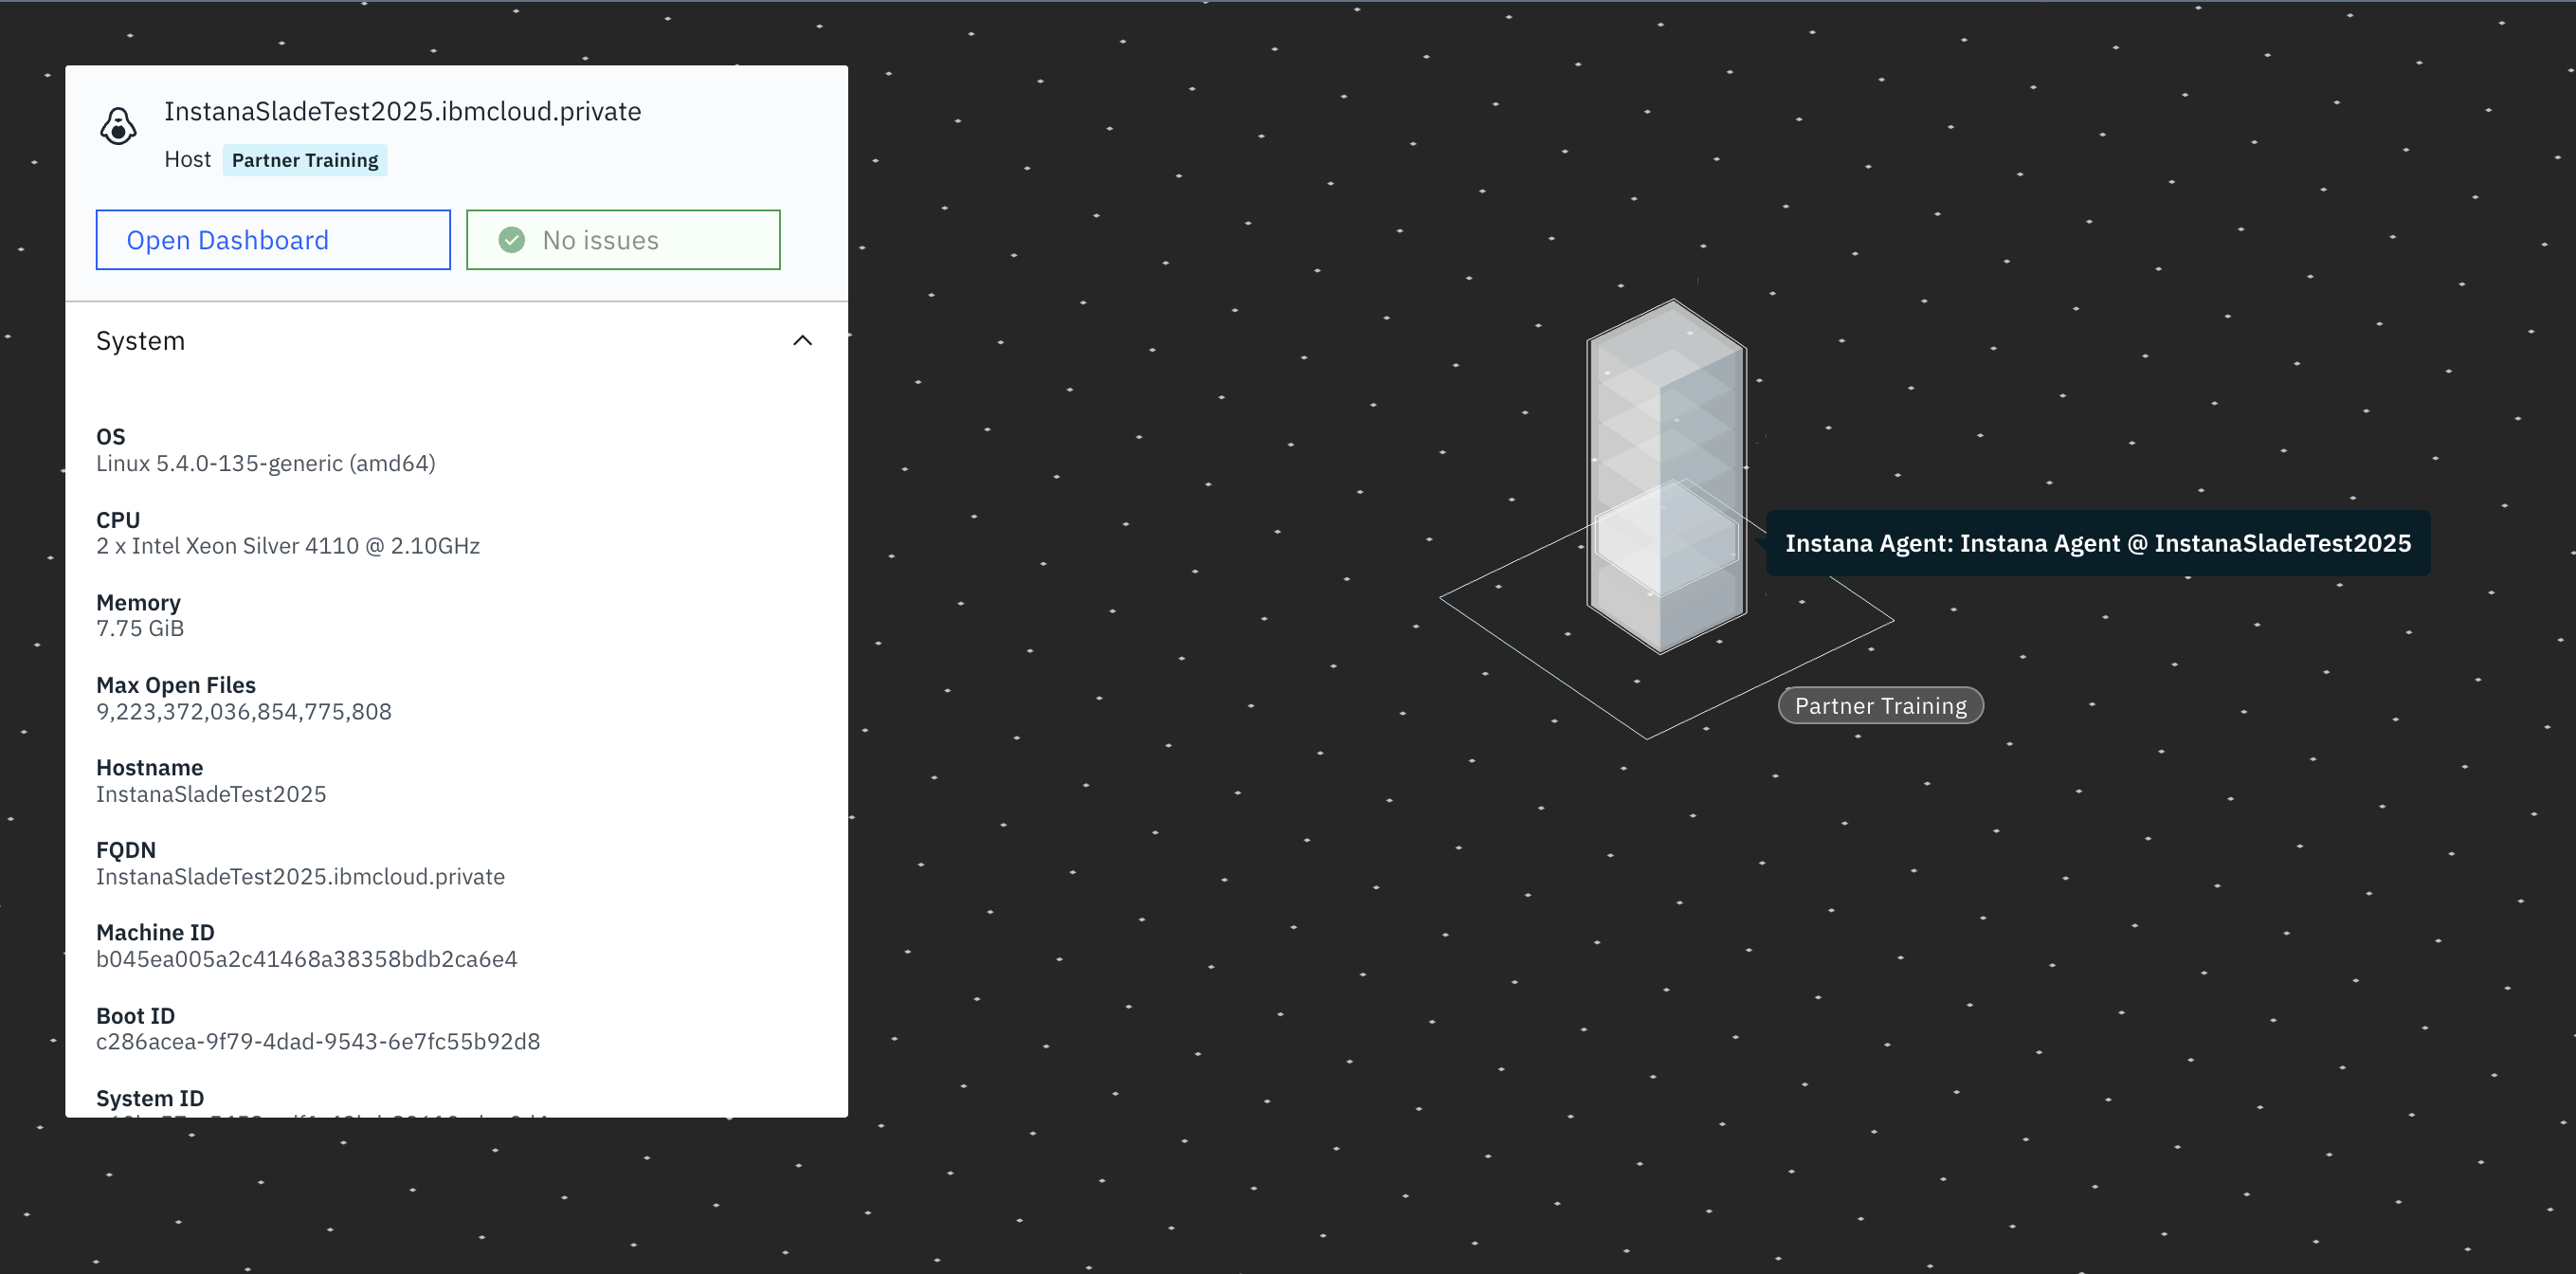 InstanaSladeTest2025.ibmcloud.private
Host Partner Training
Open Dashboard
No issues
System
OS
Linux 5.4.0-135-generic (amd64)
CPU
2 x Intel Xeon Silver 4110 @ 2.10GHz
Memory
7.75 GiB
Max Open Files
9,223,372,036,854,775,808
Hostname
InstanaSladeTest2025
FQDN
InstanaSladeTest2025.ibmcloud.private
Machine ID
b045ea005a2c41468a38358bdb2ca6e4
Boot ID
c286acea-9f79-4dad-9543-6e7fc55b92d8
System ID
Instana Agent: Instana Agent @ InstanaSladeTest2025
Partner Training